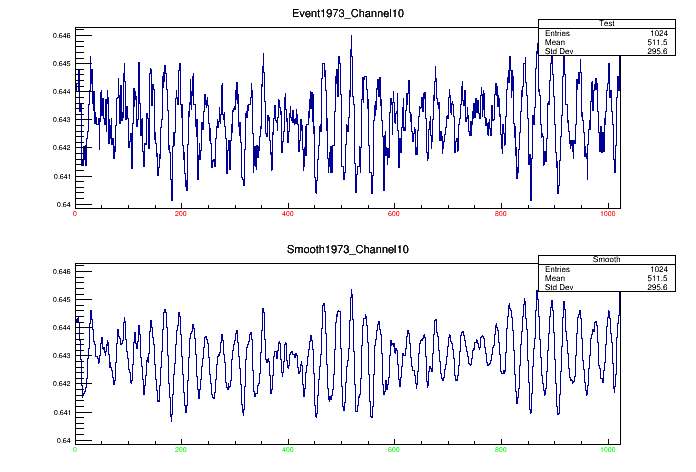 Event1973_Channel10
Test
Entries 1024
Mean 511.5
Std Dev 295.6
0.646
0.645
0.644
0.643
0.642
0.641
0.64
0 200 400 600 800 1000
Smooth1973_Channel10
Smooth
Entries 1024
Mean 511.5
Std Dev 295.6
0.646
0.645
0.644
0.643
0.642
0.641
0.64
0 200 400 600 800 1000